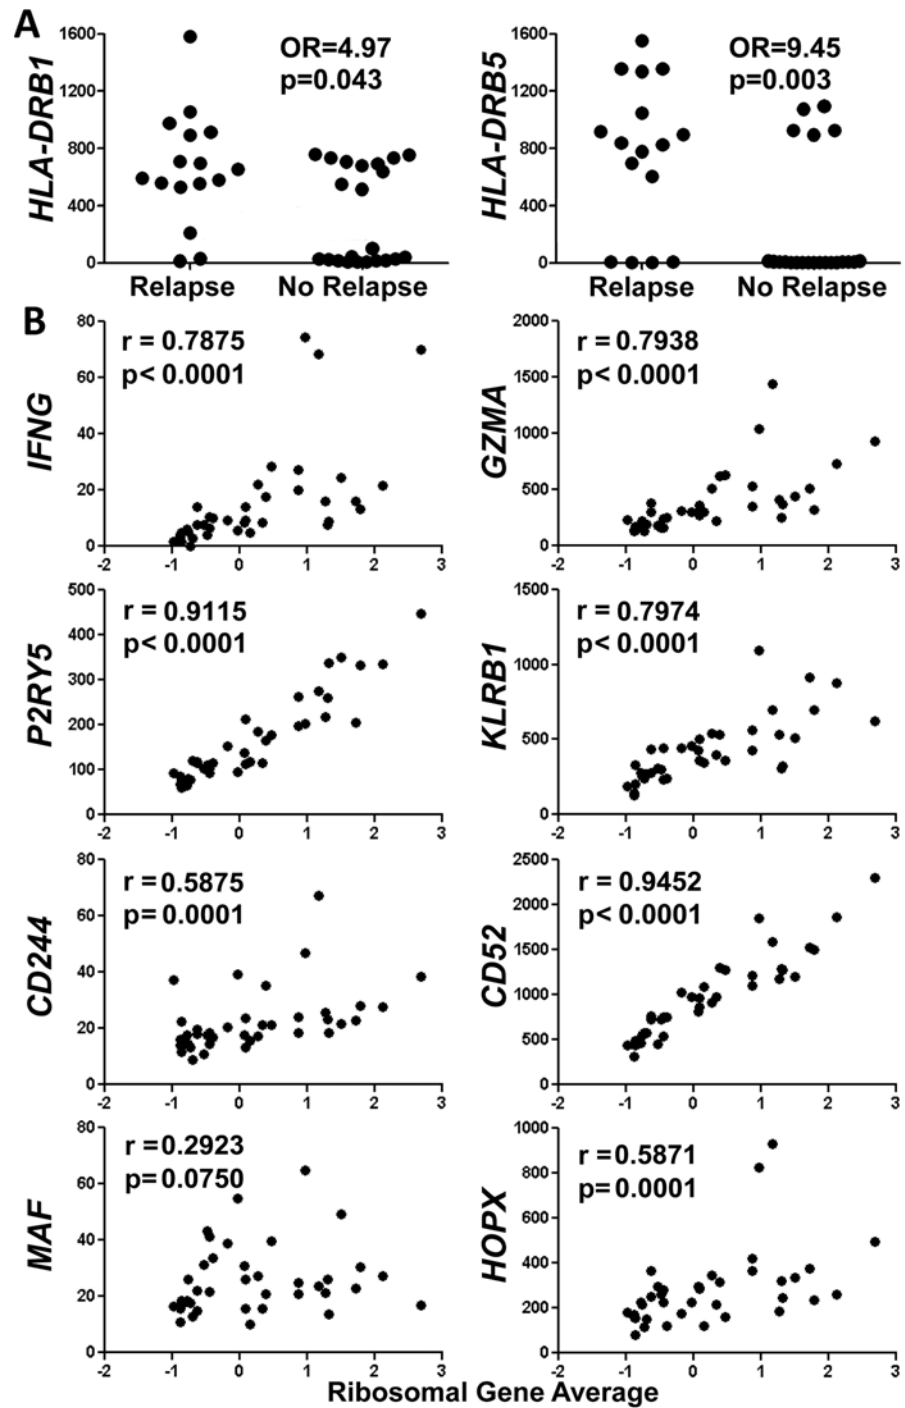 A
HLA-DRB1
1600
1200
800
400
0
OR=4.97
p=0.043
Relapse No Relapse
HLA-DRB5
1600
1200
800
400
0
OR=9.45
p=0.003
Relapse No Relapse
B
IFNG
80
60
40
20
0
r = 0.7875
p< 0.0001
-2 -1 0 1 2 3
GZMA
2000
1500
1000
500
0
r = 0.7938
p< 0.0001
-2 -1 0 1 2 3
P2RY5
500
400
300
200
100
0
r = 0.9115
p< 0.0001
-2 -1 0 1 2 3
KLRB1
1500
1000
500
0
r = 0.7974
p< 0.0001
-2 -1 0 1 2 3
CD244
80
60
40
20
0
r = 0.5875
p= 0.0001
-2 -1 0 1 2 3
CD52
2500
2000
1500
1000
500
0
r = 0.9452
p< 0.0001
-2 -1 0 1 2 3
MAF
80
60
40
20
0
r = 0.2923
p= 0.0750
-2 -1 0 1 2 3
HOPX
1000
800
600
400
200
0
r = 0.5871
p= 0.0001
-2 -1 0 1 2 3
Ribosomal Gene Average